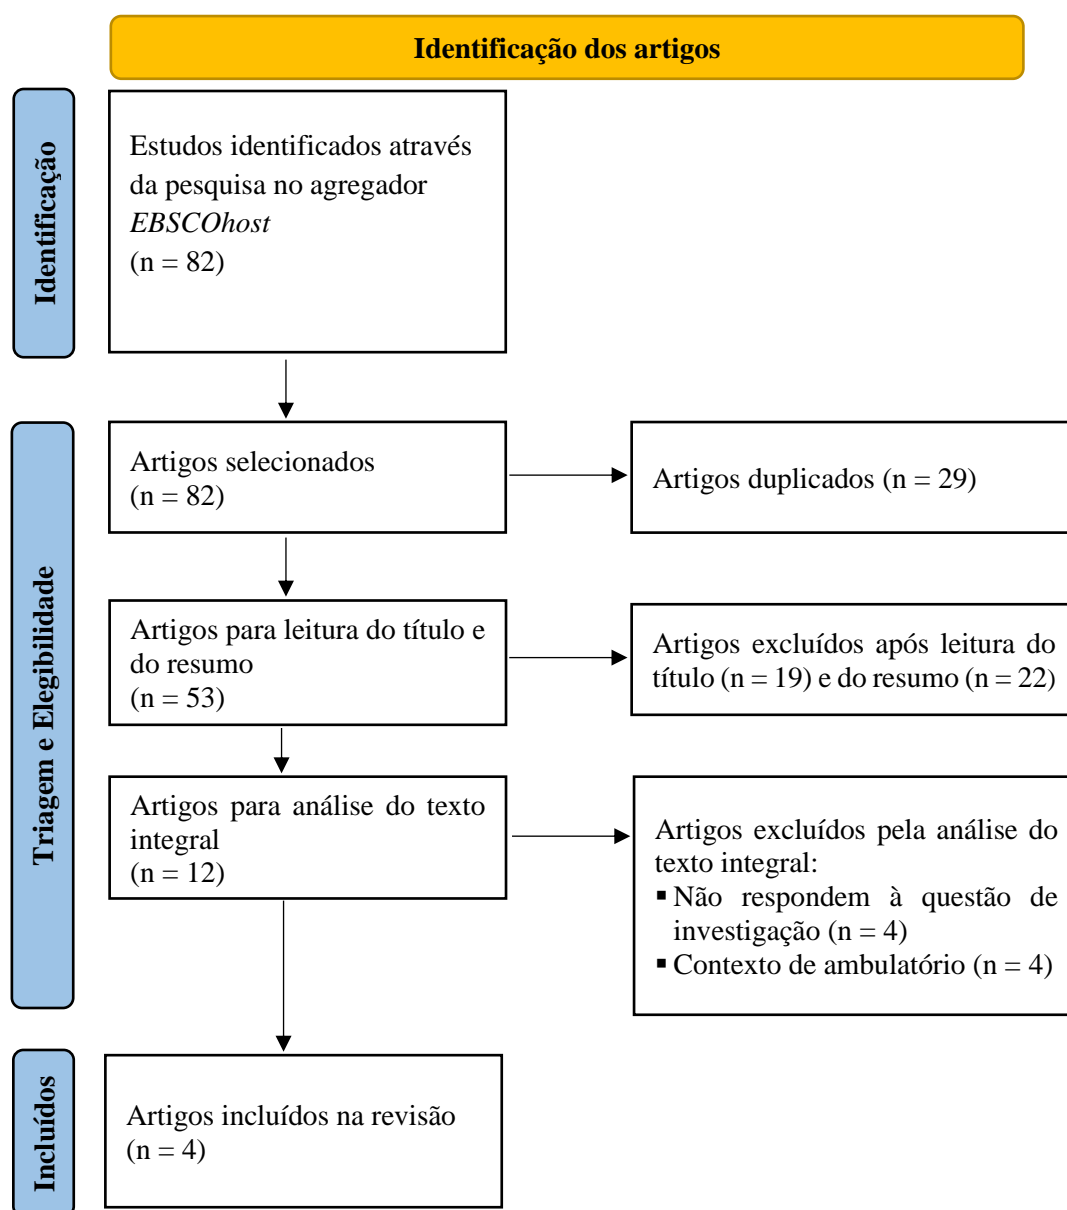 Identificação dos artigos
Identificação
Estudos identificados através
da pesquisa no agregador
EBSCOhost
(n = 82)
Triagem e Elegibilidade
Artigos selecionados
(n = 82)
Artigos duplicados (n = 29)
Artigos para leitura do título e
do resumo
(n = 53)
Artigos excluídos após leitura do
título (n = 19) e do resumo (n = 22)
Artigos para análise do texto
integral
(n = 12)
Artigos excluídos pela análise do
texto integral:
▪ Não respondem à questão de
investigação (n = 4)
▪ Contexto de ambulatório (n = 4)
Incluídos
Artigos incluídos na revisão
(n = 4)